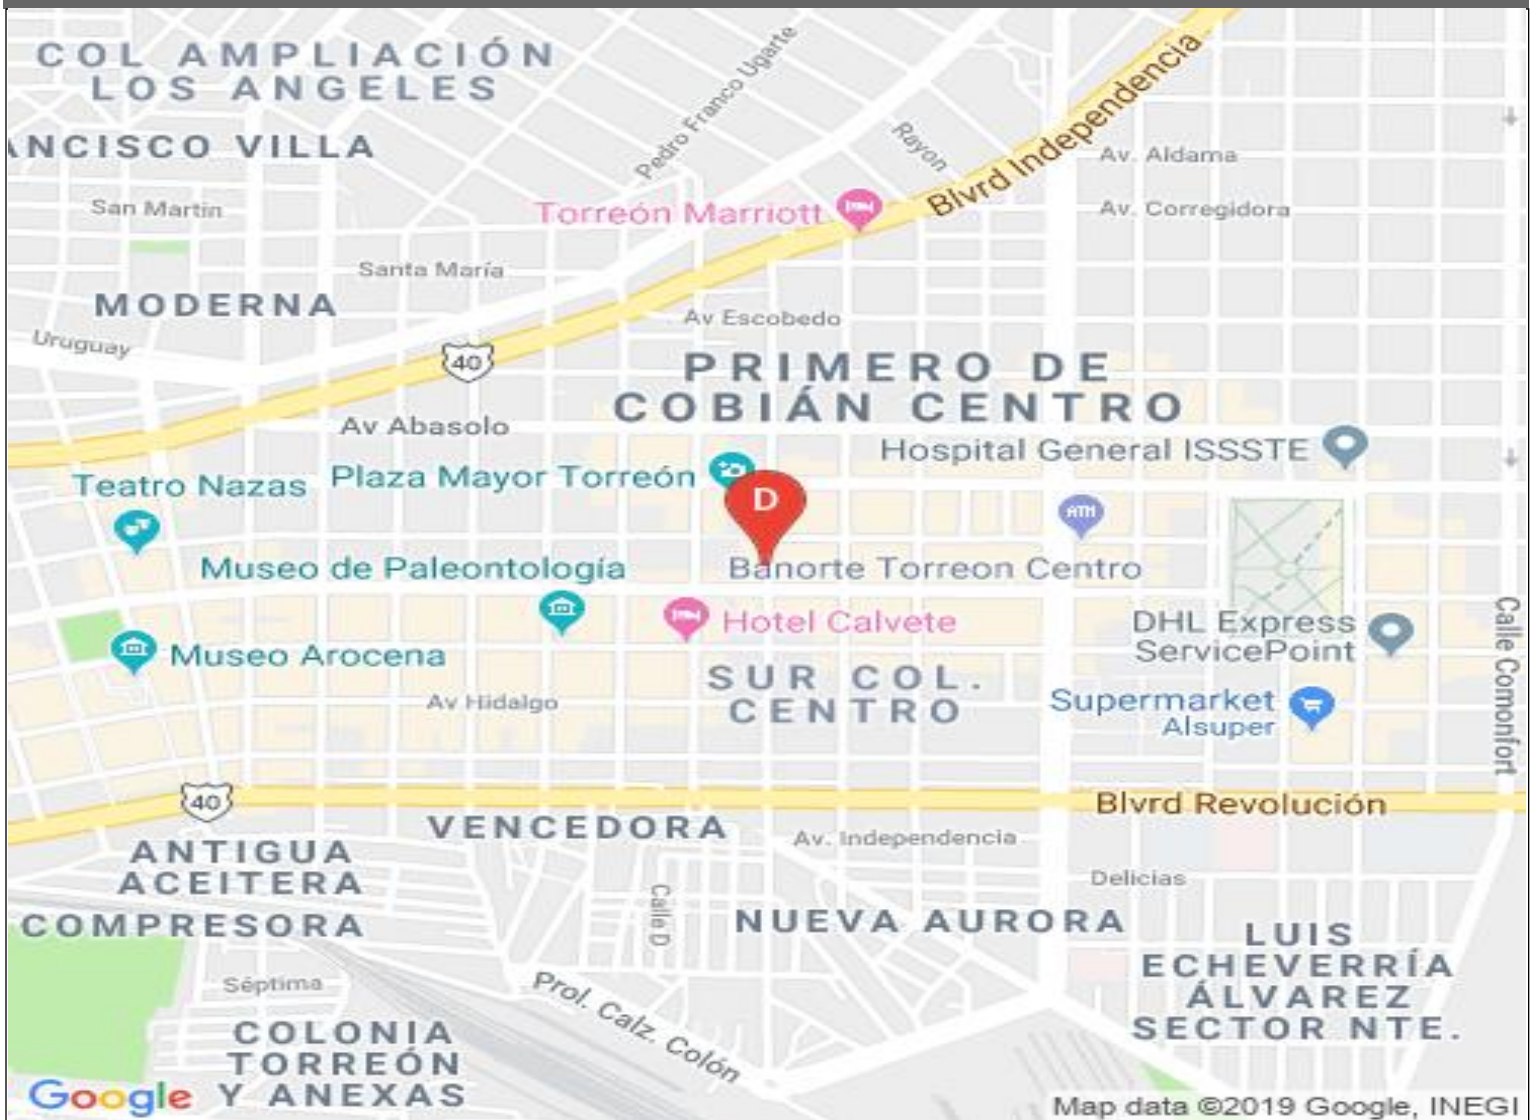 COL AMPLIACIÓN
LOS ANGELES
ANCISCO VILLA
Pedro Franco Ugarte
Rayon
Blvrd Independencia
Av. Aldama
San Martin
Torreón Marriott
Av. Corregidora
Santa María
MODERNA
Uruguay
Av Escobedo
40
PRIMERO DE
COBIÁN CENTRO
Av Abasolo
Hospital General ISSSTE
Teatro Nazas
Plaza Mayor Torreón
D
ATM
Museo de Paleontología
Banorte Torreon Centro
Hotel Calvete
DHL Express
ServicePoint
Calle Comonfort
Museo Arocena
SUR COL.
CENTRO
Av Hidalgo
Supermarket
Alsuper
40
Blvrd Revolución
VENCEDORA
Av. Independencia
ANTIGUA
ACEITERA
Delicias
COMPRESORA
Calle D
NUEVA AURORA
LUIS
ECHEVERRÍA
ÁLVAREZ
SECTOR NTE.
Séptima
Prol. Calz. Colón
COLONIA
TORREÓN
Y ANEXAS
Google
Map data ©2019 Google, INEGI